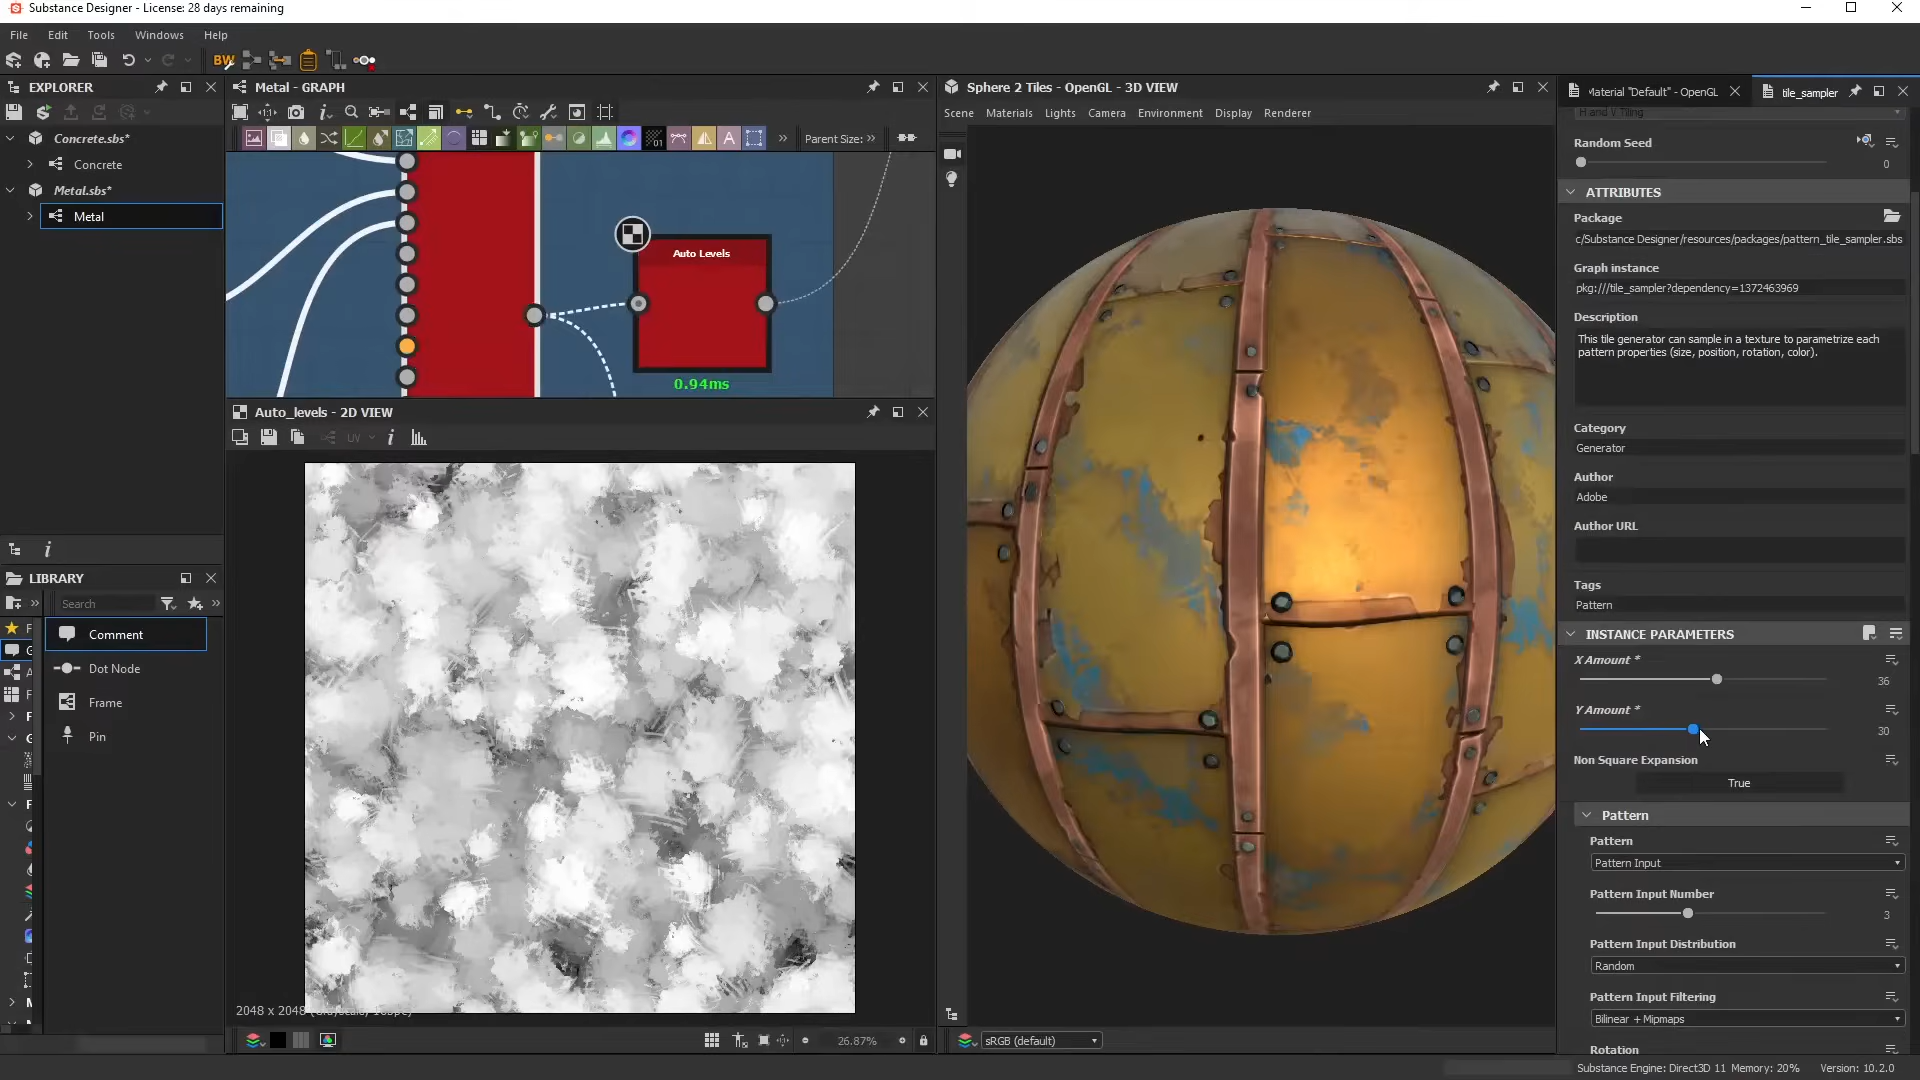 Substance Designer - License: 28 days remaining
File Edit Tools Windows Help
BW
EXPLORER
Concrete.sbs*
Concrete
Metal.sbs*
Metal
LIBRARY
Search
Comment
Dot Node
Frame
Pin
Metal - GRAPH
Parent Size:
Auto Levels
0.94ms
Auto_levels - 2D VIEW
UV
2048 x 2048
26.87%
Sphere 2 Tiles - OpenGL - 3D VIEW
Scene Materials Lights Camera Environment Display Renderer
sRGB (default)
Material "Default" - OpenGL
tile_sampler
H and V Tiling
Random Seed
0
ATTRIBUTES
Package
c/Substance Designer/resources/packages/pattern_tile_sampler.sbs
Graph instance
pkg:///tile_sampler?dependency=1372463969
Description
This tile generator can sample in a texture to parametrize each
pattern properties (size, position, rotation, color).
Category
Generator
Author
Adobe
Author URL
Tags
Pattern
INSTANCE PARAMETERS
X Amount *
36
Y Amount *
30
Non Square Expansion
True
Pattern
Pattern
Pattern Input
Pattern Input Number
3
Pattern Input Distribution
Random
Pattern Input Filtering
Bilinear + Mipmaps
Rotation
Substance Engine: Direct3D 11 Memory: 20% Version: 10.2.0